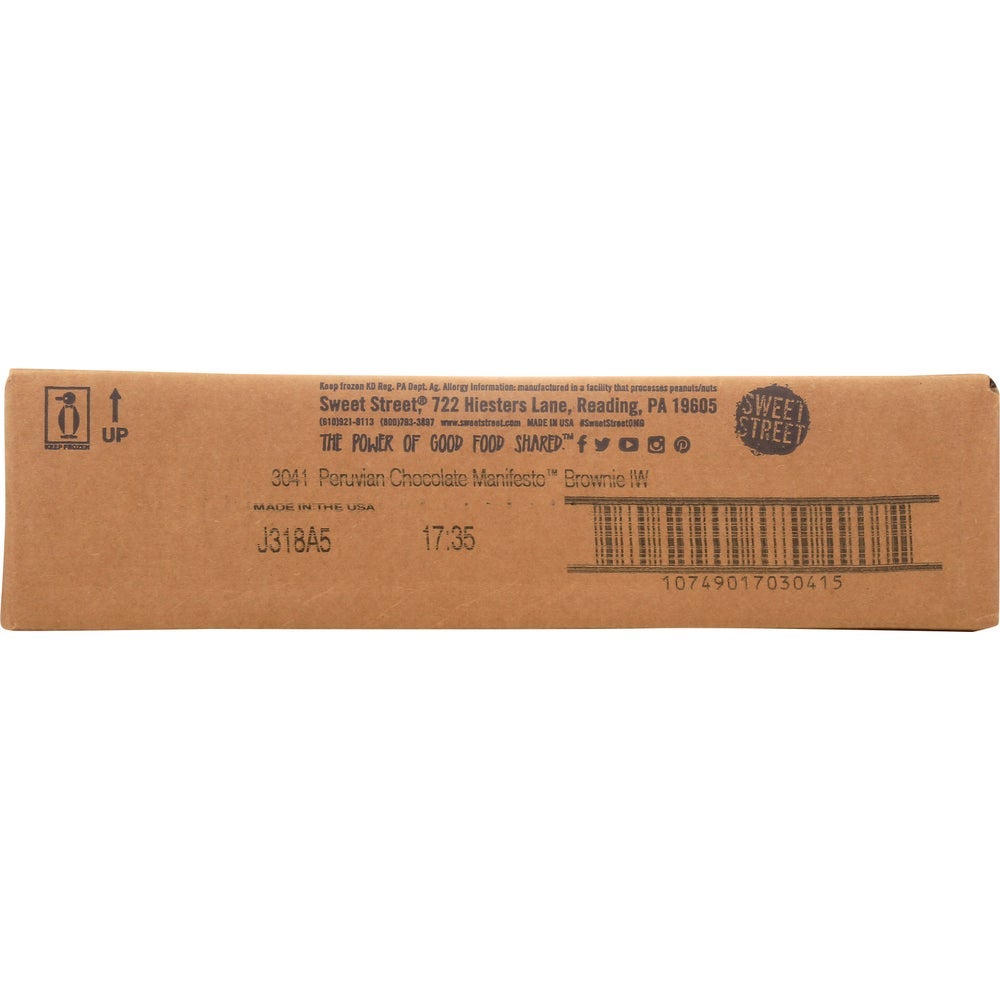 KEEP FROZEN
UP
Keep frozen KD Reg. PA Dept. Ag. Allergy Information: manufactured in a facility that processes peanuts/nuts
Sweet Street,® 722 Hiesters Lane, Reading, PA 19605
(610)921-8113 (800)793-3897 www.sweetstreet.com MADE IN USA #SweetStreetOMG
THE POWER OF GOOD FOOD SHARED.™
SWEET
STREET
3041 Peruvian Chocolate Manifesto™ Brownie IW
MADE IN THE USA
J318A5 17:35
10749017030415